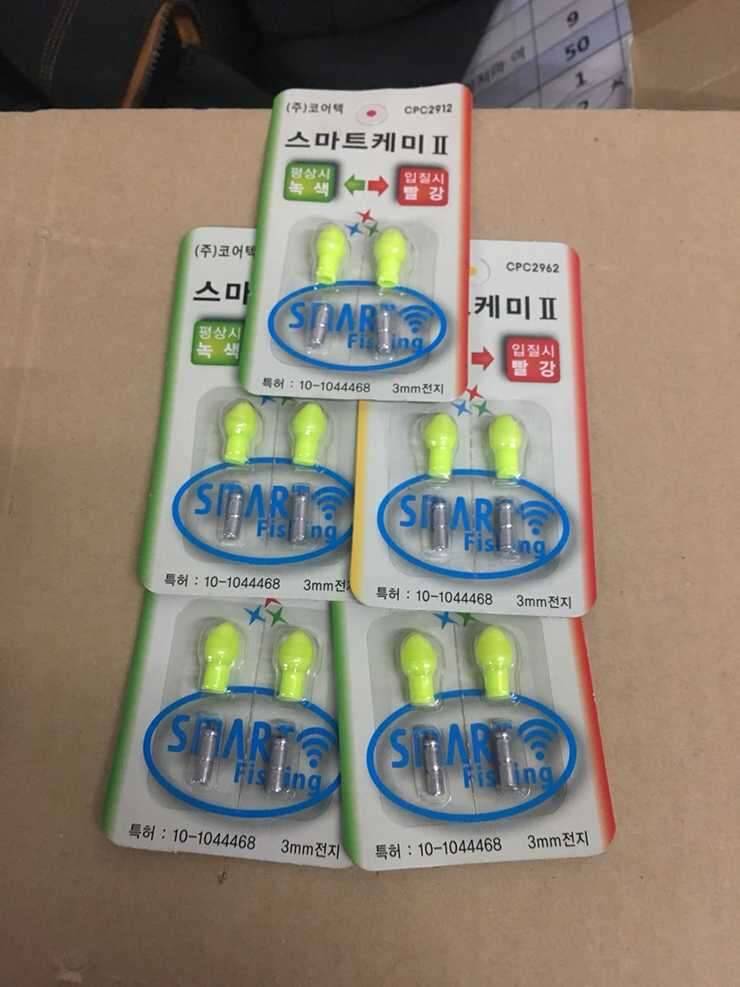 9
50
1
(주)코어텍 CPC2912
스마트케미 Ⅱ
평상시 입질시
녹색 빨강
SMART
Fishing
특허 : 10-1044468 3mm전지
(주)코어텍
스마
평상시
녹색
SMART
Fishing
특허 : 10-1044468 3mm전지
CPC2962
케미 Ⅱ
입질시
빨강
SMART
Fishing
특허 : 10-1044468 3mm전지
SMART
Fishing
특허 : 10-1044468 3mm전지
SMART
Fishing
특허 : 10-1044468 3mm전지